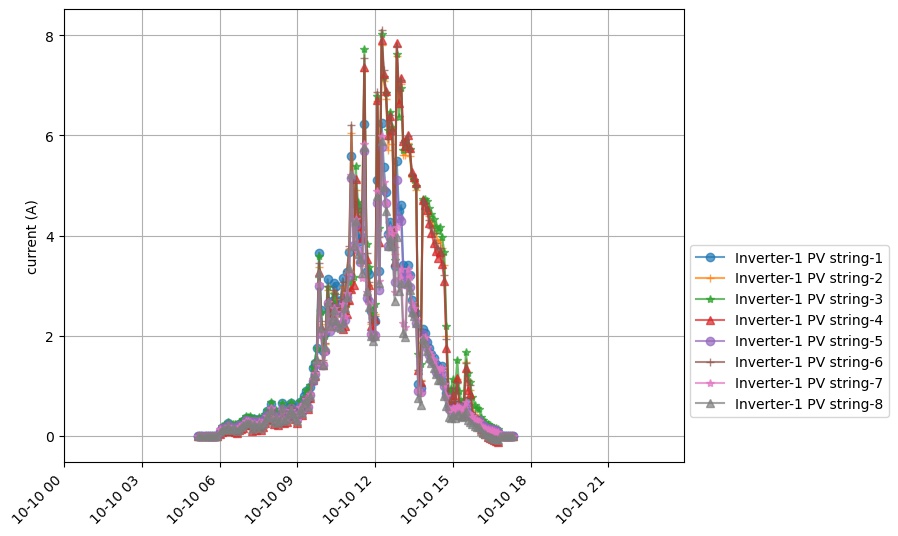 8
6
4
2
0
current (A)
10-10 00
10-10 03
10-10 06
10-10 09
10-10 12
10-10 15
10-10 18
10-10 21
Inverter-1 PV string-1
Inverter-1 PV string-2
Inverter-1 PV string-3
Inverter-1 PV string-4
Inverter-1 PV string-5
Inverter-1 PV string-6
Inverter-1 PV string-7
Inverter-1 PV string-8